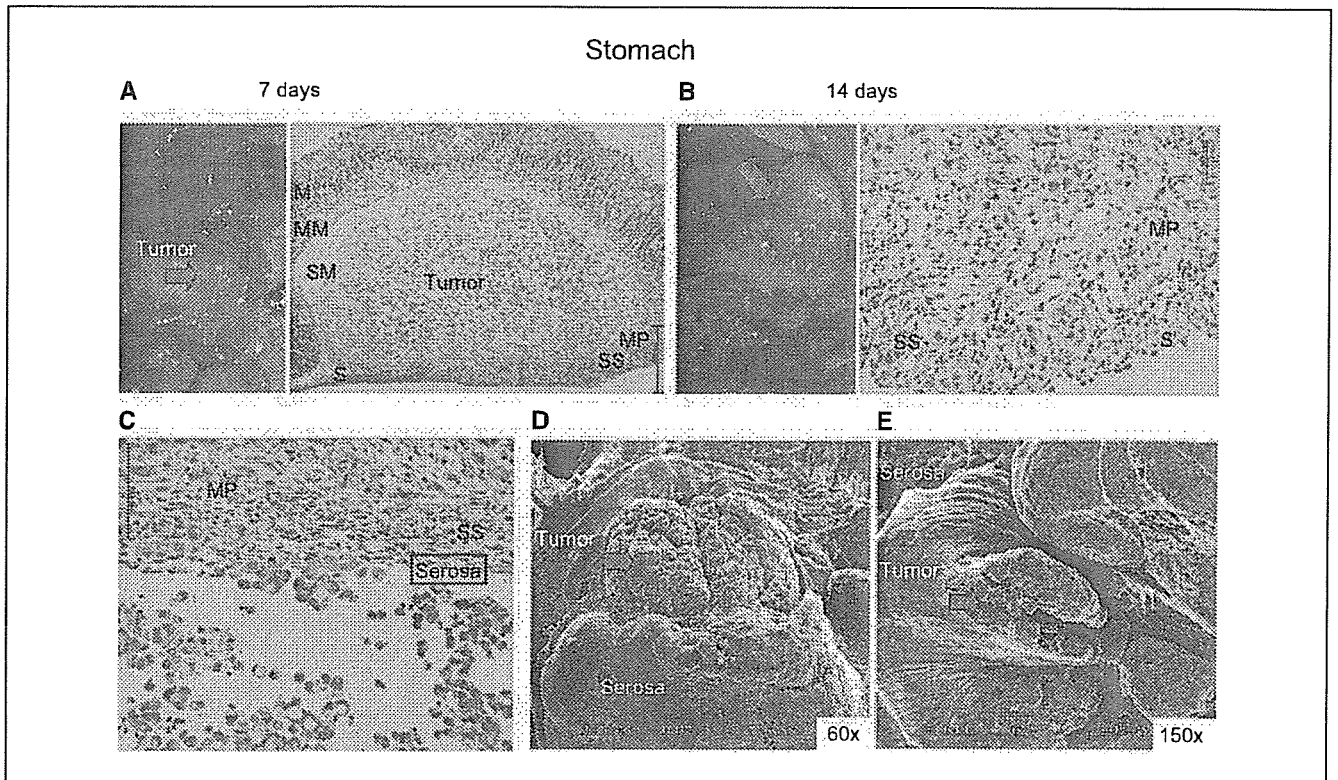 Stomach
A 7 days
B 14 days
Tumor
M
MM
SM
Tumor
MP
SS
S
MP
SS
S
C
D
E
MP
SS
Serosa
Tumor
Serosa
60x
Serosa
Tumor
150x